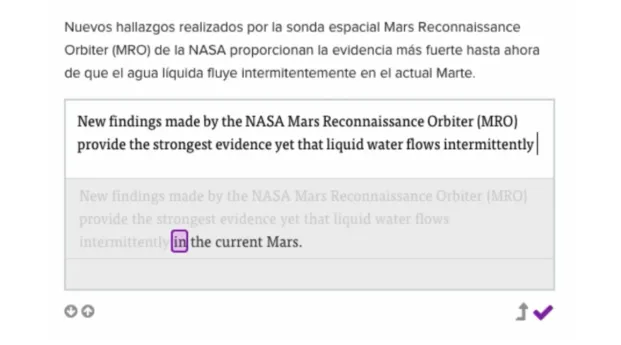 Nuevos hallazgos realizados por la sonda espacial Mars Reconnaissance
Orbiter (MRO) de la NASA proporcionan la evidencia más fuerte hasta ahora
de que el agua líquida fluye intermitentemente en el actual Marte.
New findings made by the NASA Mars Reconnaissance Orbiter (MRO)
provide the strongest evidence yet that liquid water flows intermittently
New findings made by the NASA Mars Reconnaissance Orbiter (MRO)
provide the strongest evidence yet that liquid water flows
intermittently in the current Mars.